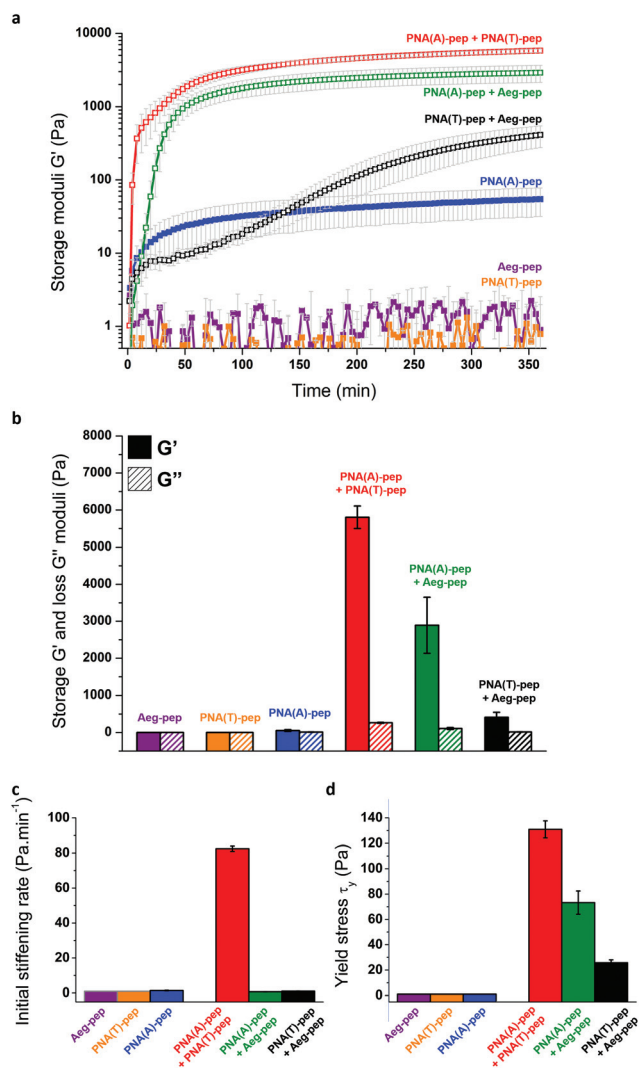 a
Storage moduli G' (Pa)
10000
1000
100
10
1
PNA(A)-pep + PNA(T)-pep
PNA(A)-pep + Aeg-pep
PNA(T)-pep + Aeg-pep
PNA(A)-pep
Aeg-pep
PNA(T)-pep
0 50 100 150 200 250 300 350
Time (min)
b
Storage G' and loss G'' moduli (Pa)
8000
7000
6000
5000
4000
3000
2000
1000
0
G'
G''
Aeg-pep
PNA(T)-pep
PNA(A)-pep
PNA(A)-pep
+ PNA(T)-pep
PNA(A)-pep
+ Aeg-pep
PNA(T)-pep
+ Aeg-pep
c
Initial stiffening rate (Pa.min⁻¹)
100
80
60
40
20
0
Aeg-pep
PNA(T)-pep
PNA(A)-pep
PNA(A)-pep
+ PNA(T)-pep
PNA(A)-pep
+ Aeg-pep
PNA(T)-pep
+ Aeg-pep
d
Yield stress τy (Pa)
140
120
100
80
60
40
20
0
Aeg-pep
PNA(T)-pep
PNA(A)-pep
PNA(A)-pep
+ PNA(T)-pep
PNA(A)-pep
+ Aeg-pep
PNA(T)-pep
+ Aeg-pep